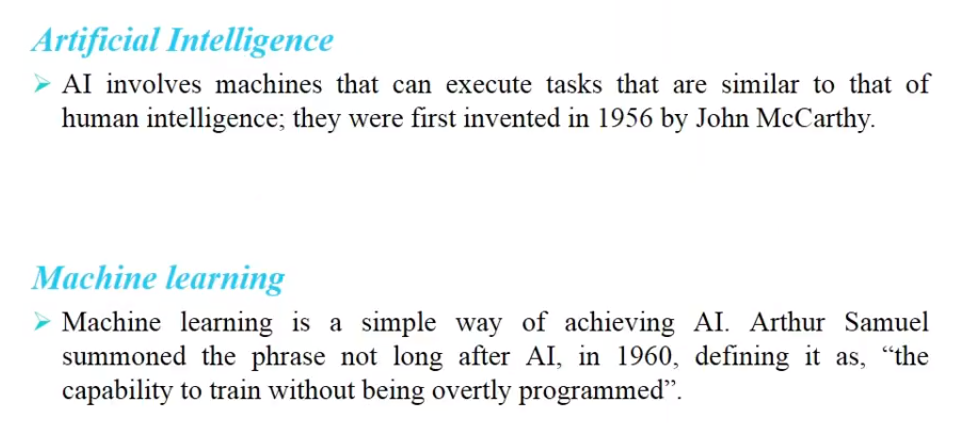 Artificial Intelligence
➢ AI involves machines that can execute tasks that are similar to that of
human intelligence; they were first invented in 1956 by John McCarthy.
Machine learning
➢ Machine learning is a simple way of achieving AI. Arthur Samuel
summoned the phrase not long after AI, in 1960, defining it as, “the
capability to train without being overtly programmed”.